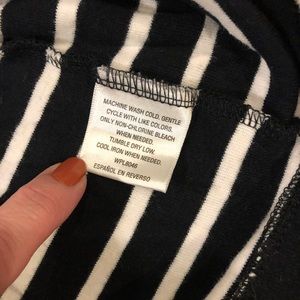 MACHINE WASH COLD. GENTLE
CYCLE WITH LIKE COLORS.
ONLY NON-CHLORINE BLEACH
WHEN NEEDED.
TUMBLE DRY LOW.
COOL IRON WHEN NEEDED.
WPL8046
ESPAÑOL EN REVERSO